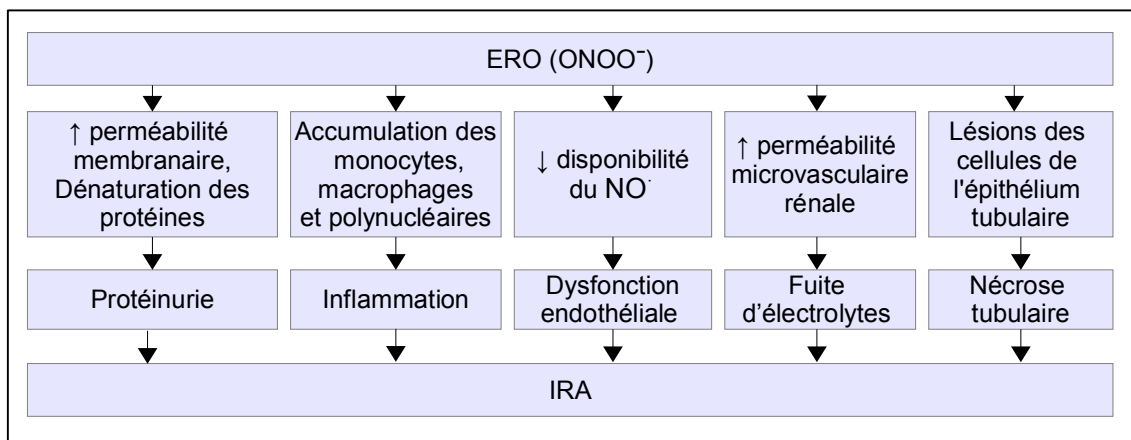 ERO (ONOO⁻)
↑ perméabilité
membranaire,
Dénaturation des
protéines
Accumulation des
monocytes,
macrophages
et polynucléaires
↓ disponibilité
du NO˙
↑ perméabilité
microvasculaire
rénale
Lésions des
cellules de
l'épithélium
tubulaire
Protéinurie
Inflammation
Dysfonction
endothéliale
Fuite
d’électrolytes
Nécrose
tubulaire
IRA